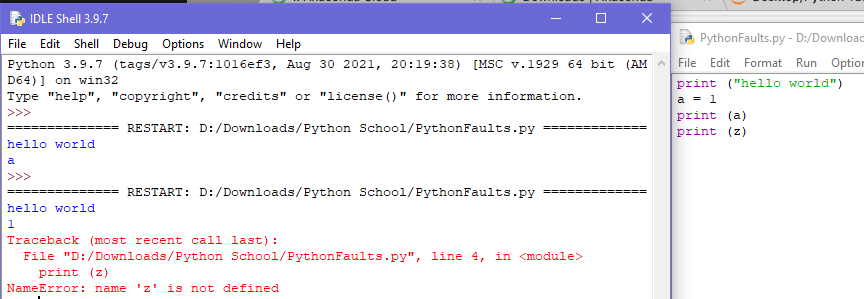 IDLE Shell 3.9.7
File Edit Shell Debug Options Window Help
Python 3.9.7 (tags/v3.9.7:1016ef3, Aug 30 2021, 20:19:38) [MSC v.1929 64 bit (AM
D64)] on win32
Type "help", "copyright", "credits" or "license()" for more information.
>>>
============== RESTART: D:/Downloads/Python School/PythonFaults.py =============
hello world
a
>>>
============== RESTART: D:/Downloads/Python School/PythonFaults.py =============
hello world
1
Traceback (most recent call last):
  File "D:/Downloads/Python School/PythonFaults.py", line 4, in <module>
    print (z)
NameError: name 'z' is not defined
PythonFaults.py - D:/Downloa
File Edit Format Run Option
print ("hello world")
a = 1
print (a)
print (z)